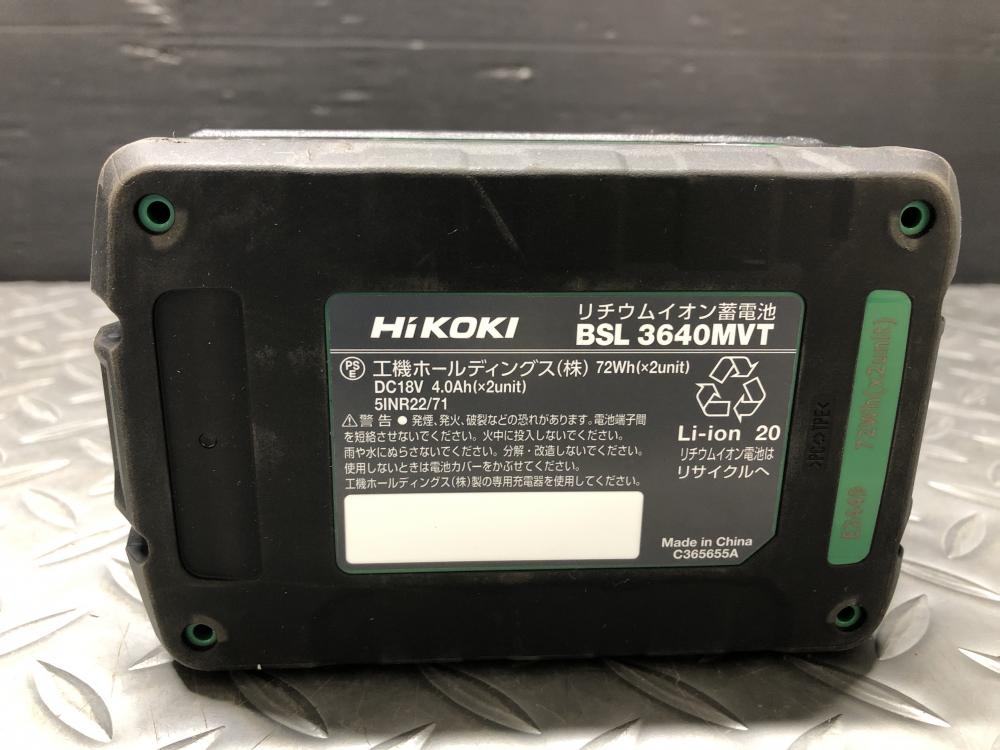 HiKOKI
リチウムイオン蓄電池
BSL 3640MVT
PSE 工機ホールディングス(株) 72Wh(×2unit)
DC18V 4.0Ah(×2unit)
5INR22/71
⚠警告 ● 発煙、発火、破裂などの恐れがあります。電池端子間
を短絡させないでください。火中に投入しないでください。
雨や水にぬらさないでください。分解・改造しないでください。
使用しないときは電池カバーをかぶせてください。
工機ホールディングス(株)製の専用充電器を使用してください。
Li-ion 20
リチウムイオン電池は
リサイクルへ
Made in China
C365655A
>PC<>TPE<
72Wh(×2unit)